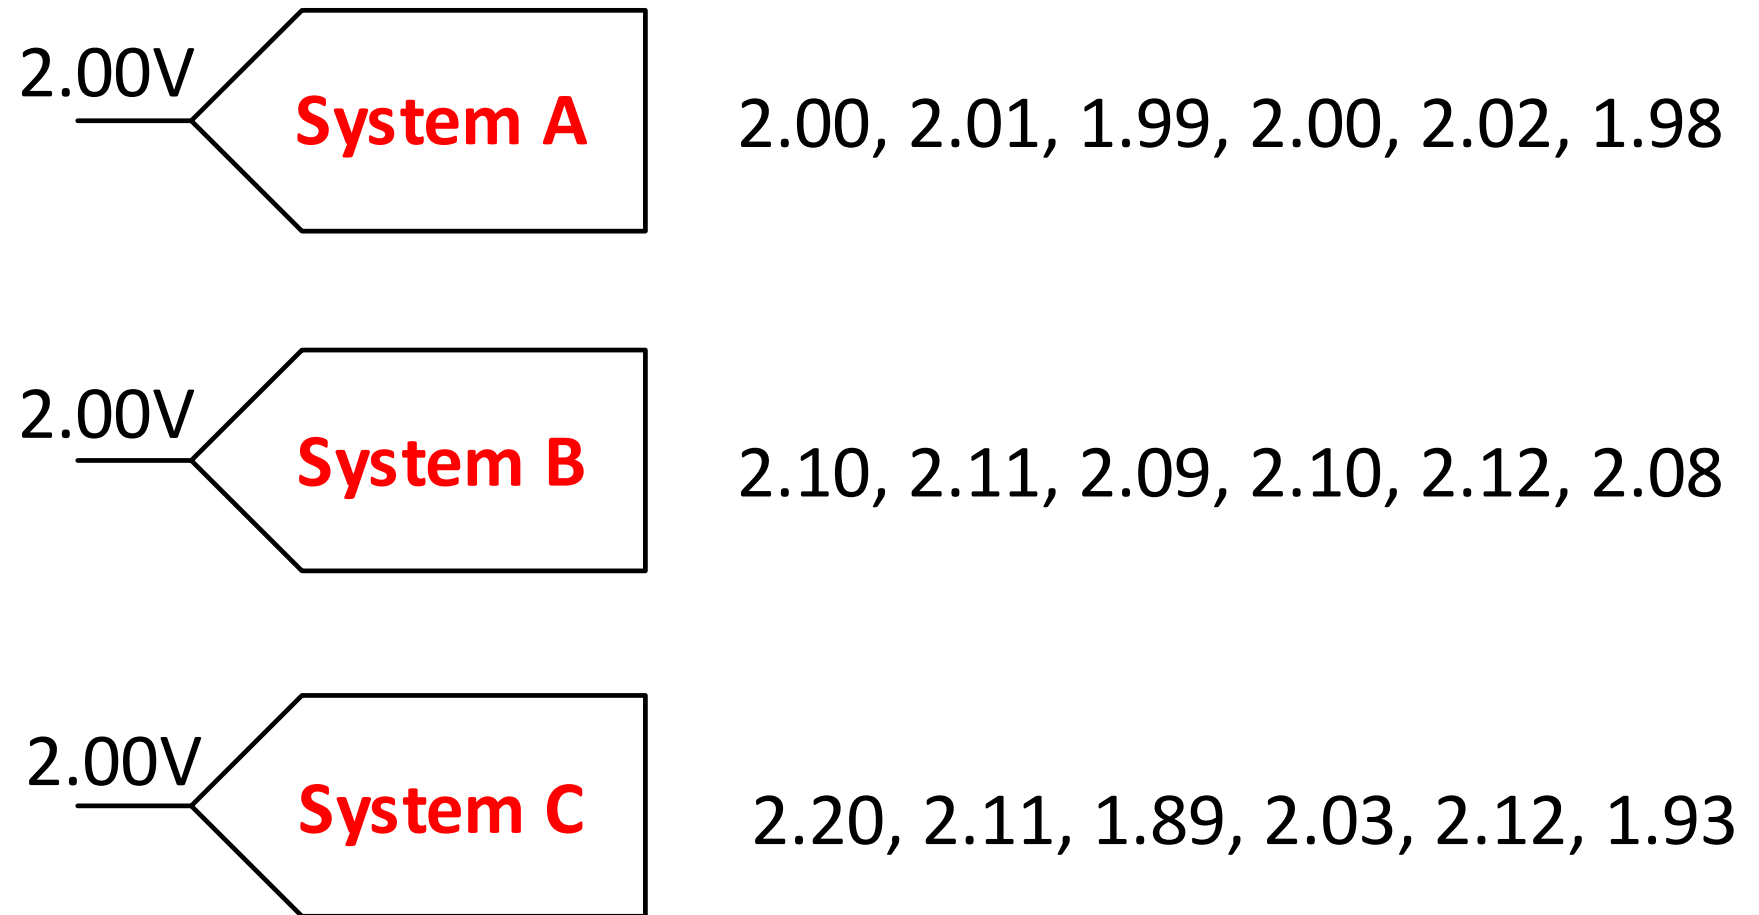 2.00V
System A
2.00, 2.01, 1.99, 2.00, 2.02, 1.98
2.00V
System B
2.10, 2.11, 2.09, 2.10, 2.12, 2.08
2.00V
System C
2.20, 2.11, 1.89, 2.03, 2.12, 1.93